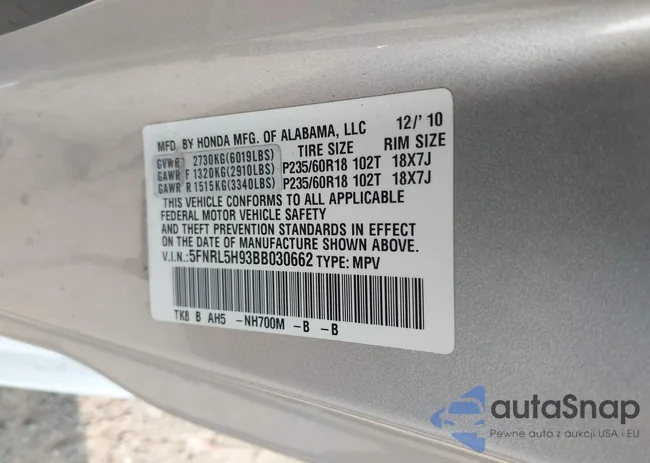 MFD BY HONDA MFG. OF ALABAMA, LLC 12/' 10
TIRE SIZE RIM SIZE
GVWR 2730KG(6019LBS)
GAWR F 1320KG(2910LBS) P235/60R18 102T 18X7J
GAWR R 1515KG(3340LBS) P235/60R18 102T 18X7J
THIS VEHICLE CONFORMS TO ALL APPLICABLE
FEDERAL MOTOR VEHICLE SAFETY
AND THEFT PREVENTION STANDARDS IN EFFECT
ON THE DATE OF MANUFACTURE SHOWN ABOVE.
V.I.N.:5FNRL5H93BB030662 TYPE: MPV
TK8 B AH5 -NH700M -B -B
autaSnap
Pewne auta z aukcji USA i EU